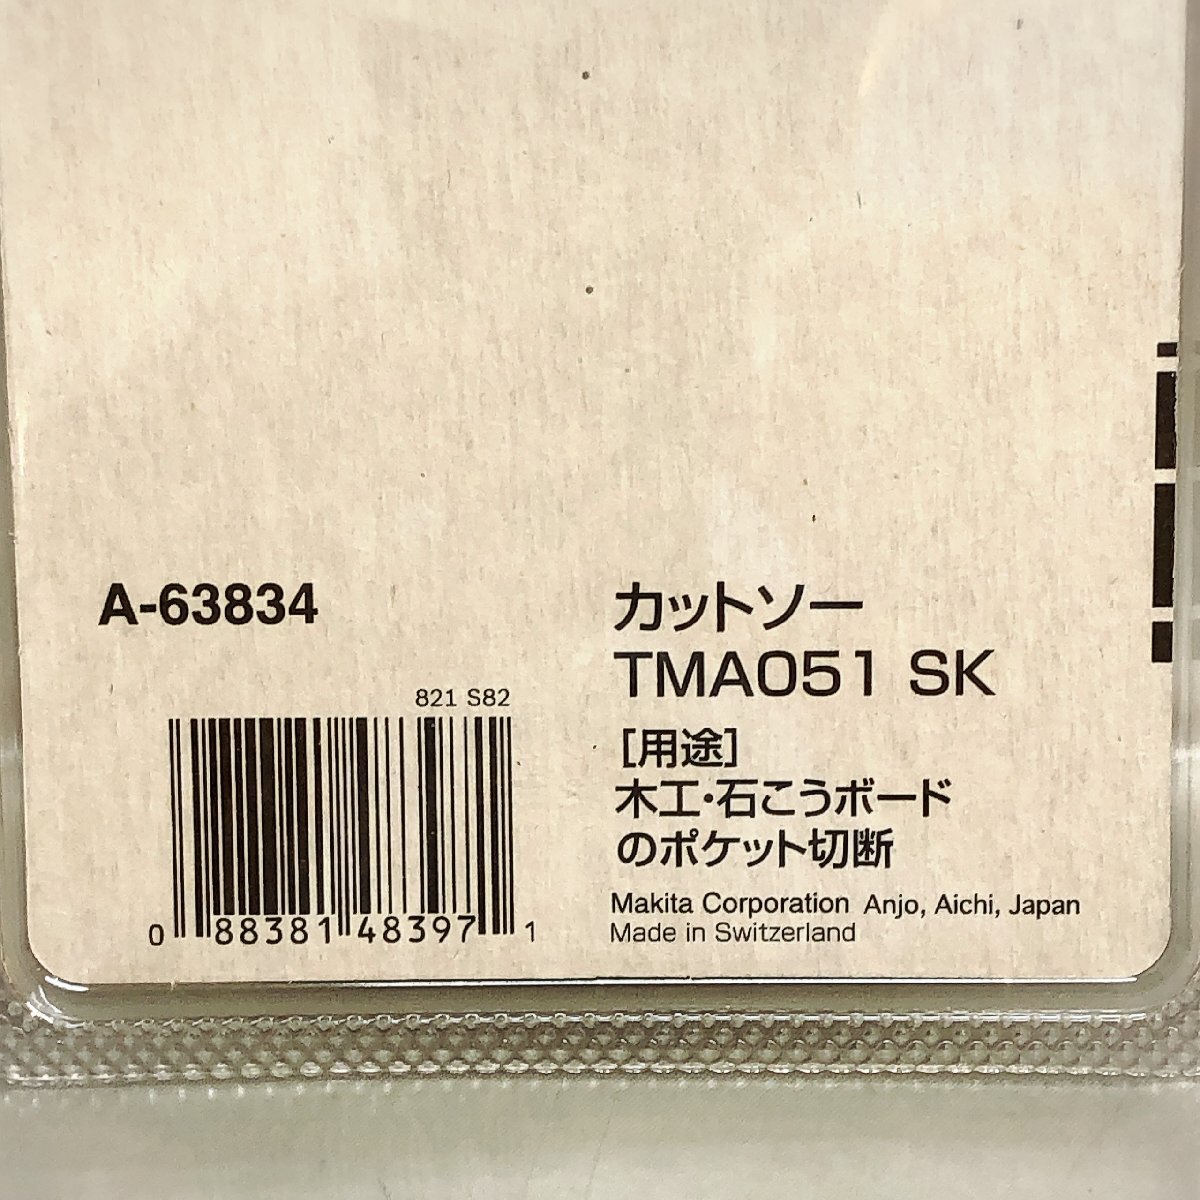 A-63834
821 S82
0 88381 48397 1
カットソー
TMA051 SK
[用途]
木工・石こうボード
のポケット切断
Makita Corporation Anjo, Aichi, Japan
Made in Switzerland